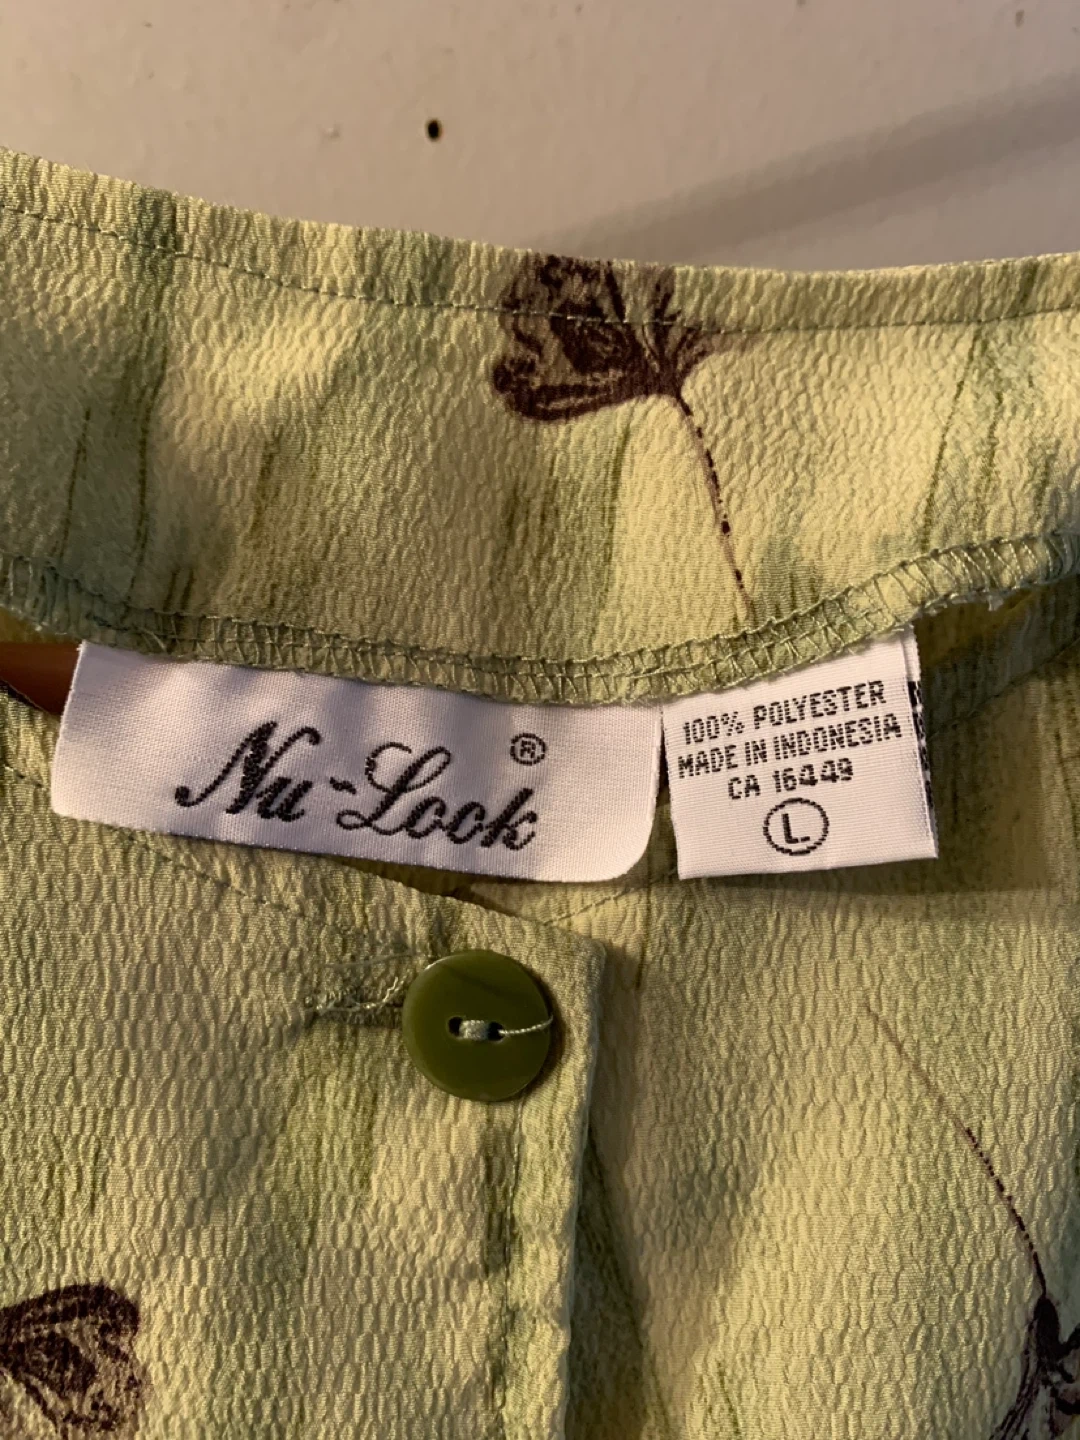 Nu-Look®
100% POLYESTER
MADE IN INDONESIA
CA 16449
L